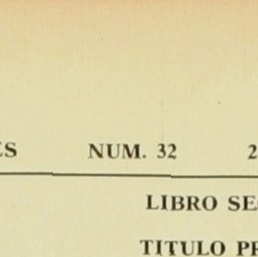 ES NUM. 32 2
LIBRO SE
TITULO PR